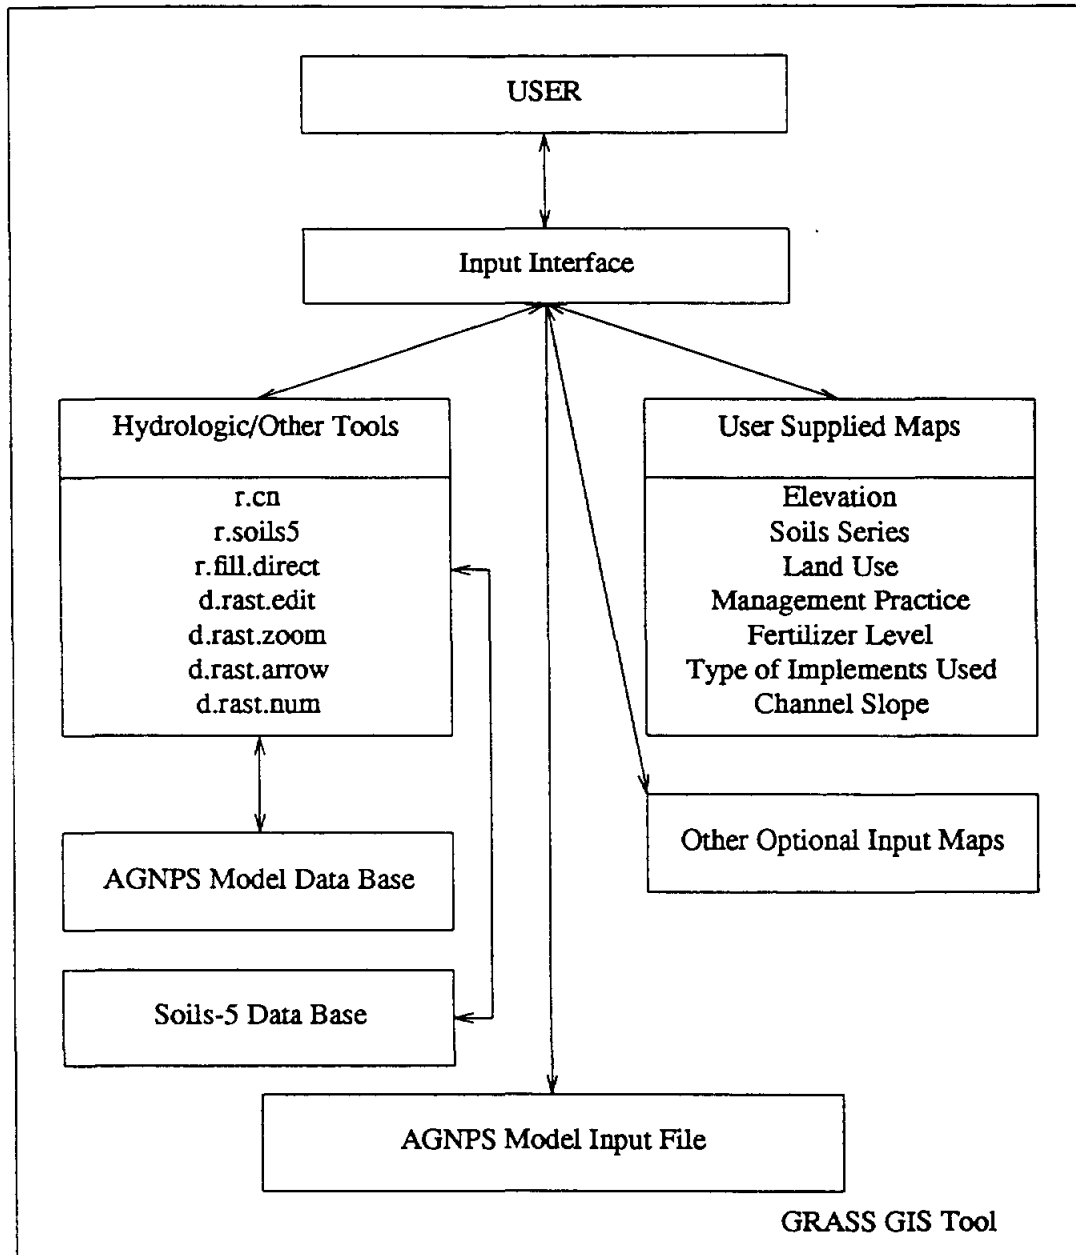 USER
Input Interface
Hydrologic/Other Tools
r.cn
r.soils5
r.fill.direct
d.rast.edit
d.rast.zoom
d.rast.arrow
d.rast.num
User Supplied Maps
Elevation
Soils Series
Land Use
Management Practice
Fertilizer Level
Type of Implements Used
Channel Slope
Other Optional Input Maps
AGNPS Model Data Base
Soils-5 Data Base
AGNPS Model Input File
GRASS GIS Tool